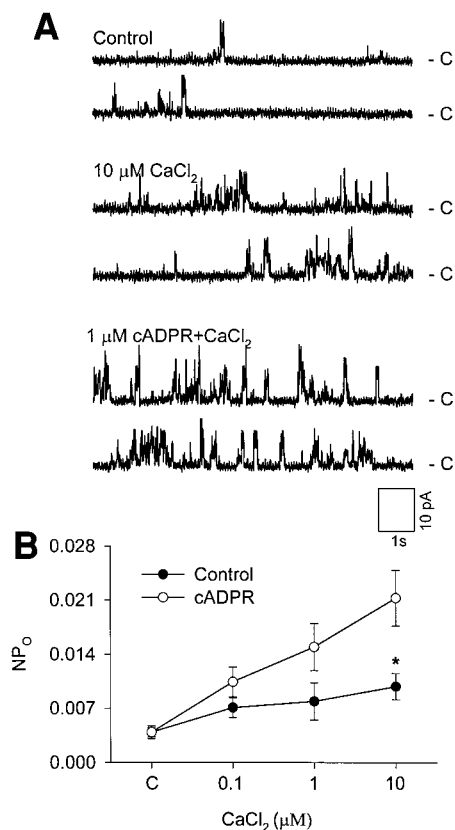 A
Control
- C
- C
10 μM CaCl₂
- C
- C
1 μM cADPR+CaCl₂
- C
- C
10 pA
1s
B
0.028
0.021
0.014
0.007
0.000
NPO
Control
cADPR
*
C 0.1 1 10
CaCl₂ (μM)